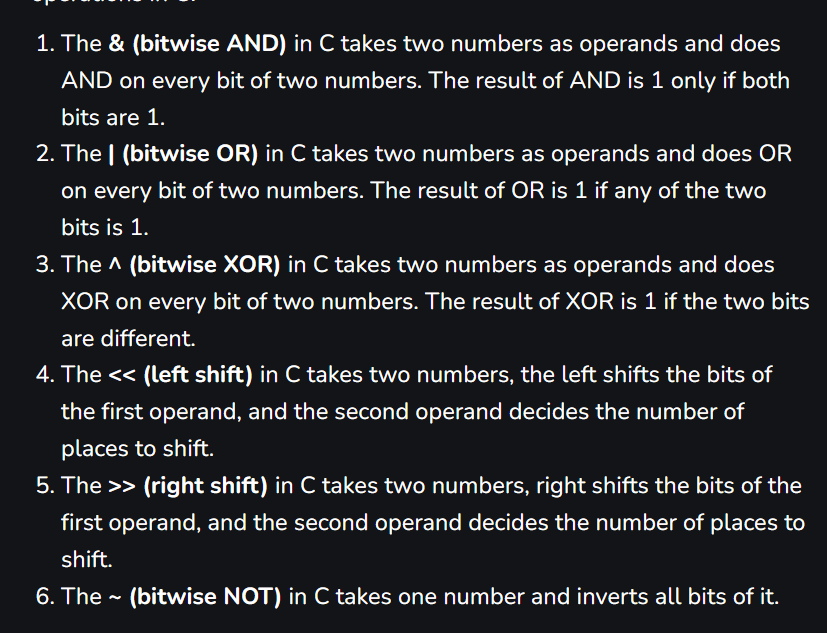 operations in C.
1. The & (bitwise AND) in C takes two numbers as operands and does
AND on every bit of two numbers. The result of AND is 1 only if both
bits are 1.
2. The | (bitwise OR) in C takes two numbers as operands and does OR
on every bit of two numbers. The result of OR is 1 if any of the two
bits is 1.
3. The ^ (bitwise XOR) in C takes two numbers as operands and does
XOR on every bit of two numbers. The result of XOR is 1 if the two bits
are different.
4. The << (left shift) in C takes two numbers, the left shifts the bits of
the first operand, and the second operand decides the number of
places to shift.
5. The >> (right shift) in C takes two numbers, right shifts the bits of the
first operand, and the second operand decides the number of places to
shift.
6. The ~ (bitwise NOT) in C takes one number and inverts all bits of it.